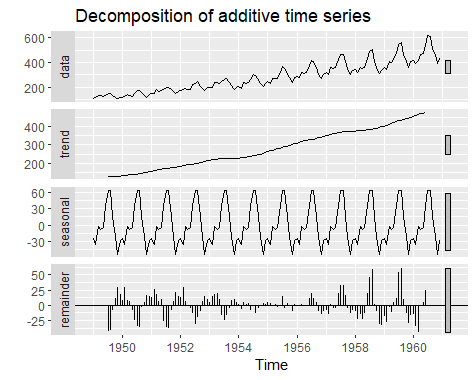 Decomposition of additive time series
data
600
400
200
trend
400
300
200
seasonal
60
30
0
-30
remainder
50
25
0
-25
1950 1952 1954 1956 1958 1960
Time